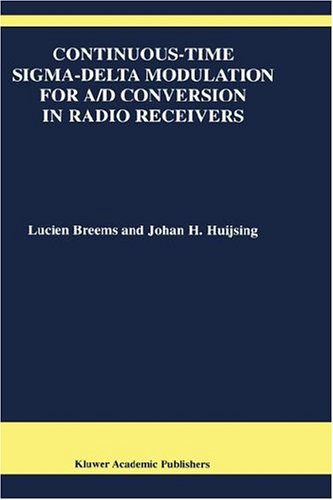 CONTINUOUS-TIME
SIGMA-DELTA MODULATION
FOR A/D CONVERSION
IN RADIO RECEIVERS
Lucien Breems and Johan H. Huijsing
Kluwer Academic Publishers